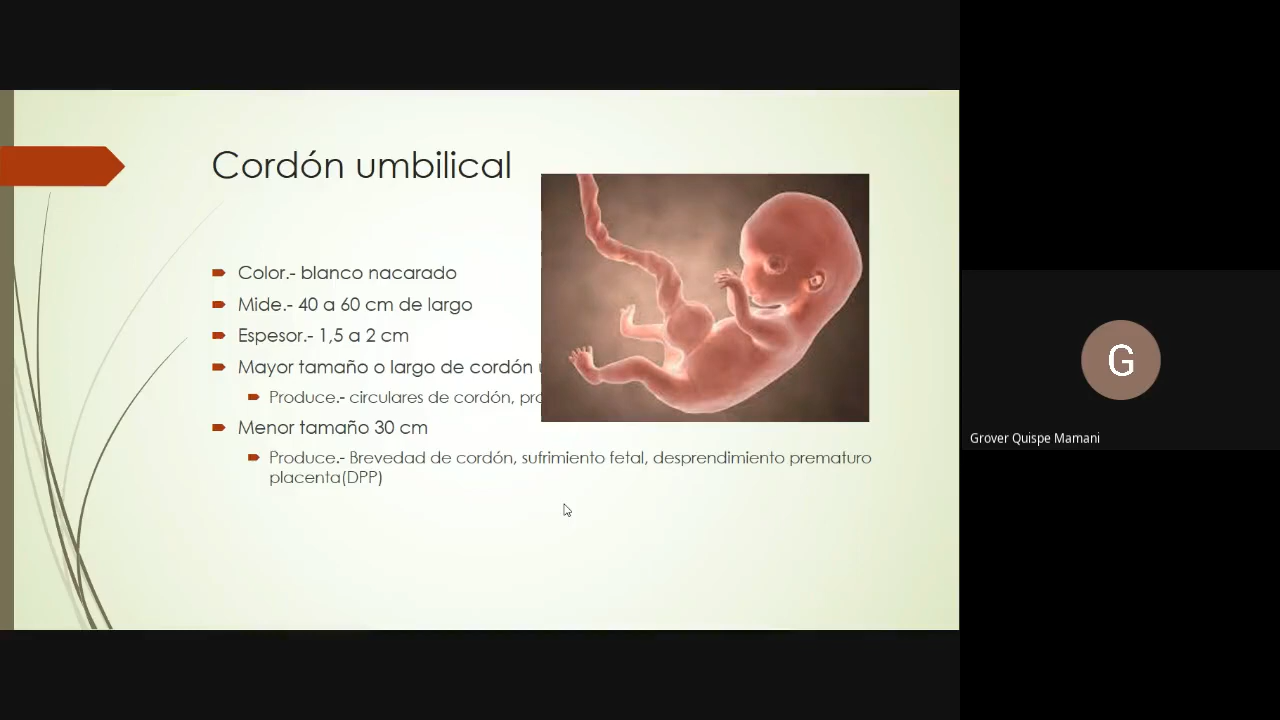 Cordón umbilical
Color.- blanco nacarado
Mide.- 40 a 60 cm de largo
Espesor.- 1,5 a 2 cm
Mayor tamaño o largo de cordón
Produce.- circulares de cordón,
Menor tamaño 30 cm
Produce.- Brevedad de cordón, sufrimiento fetal, desprendimiento prematuro
placenta(DPP)
G
Grover Quispe Mamani